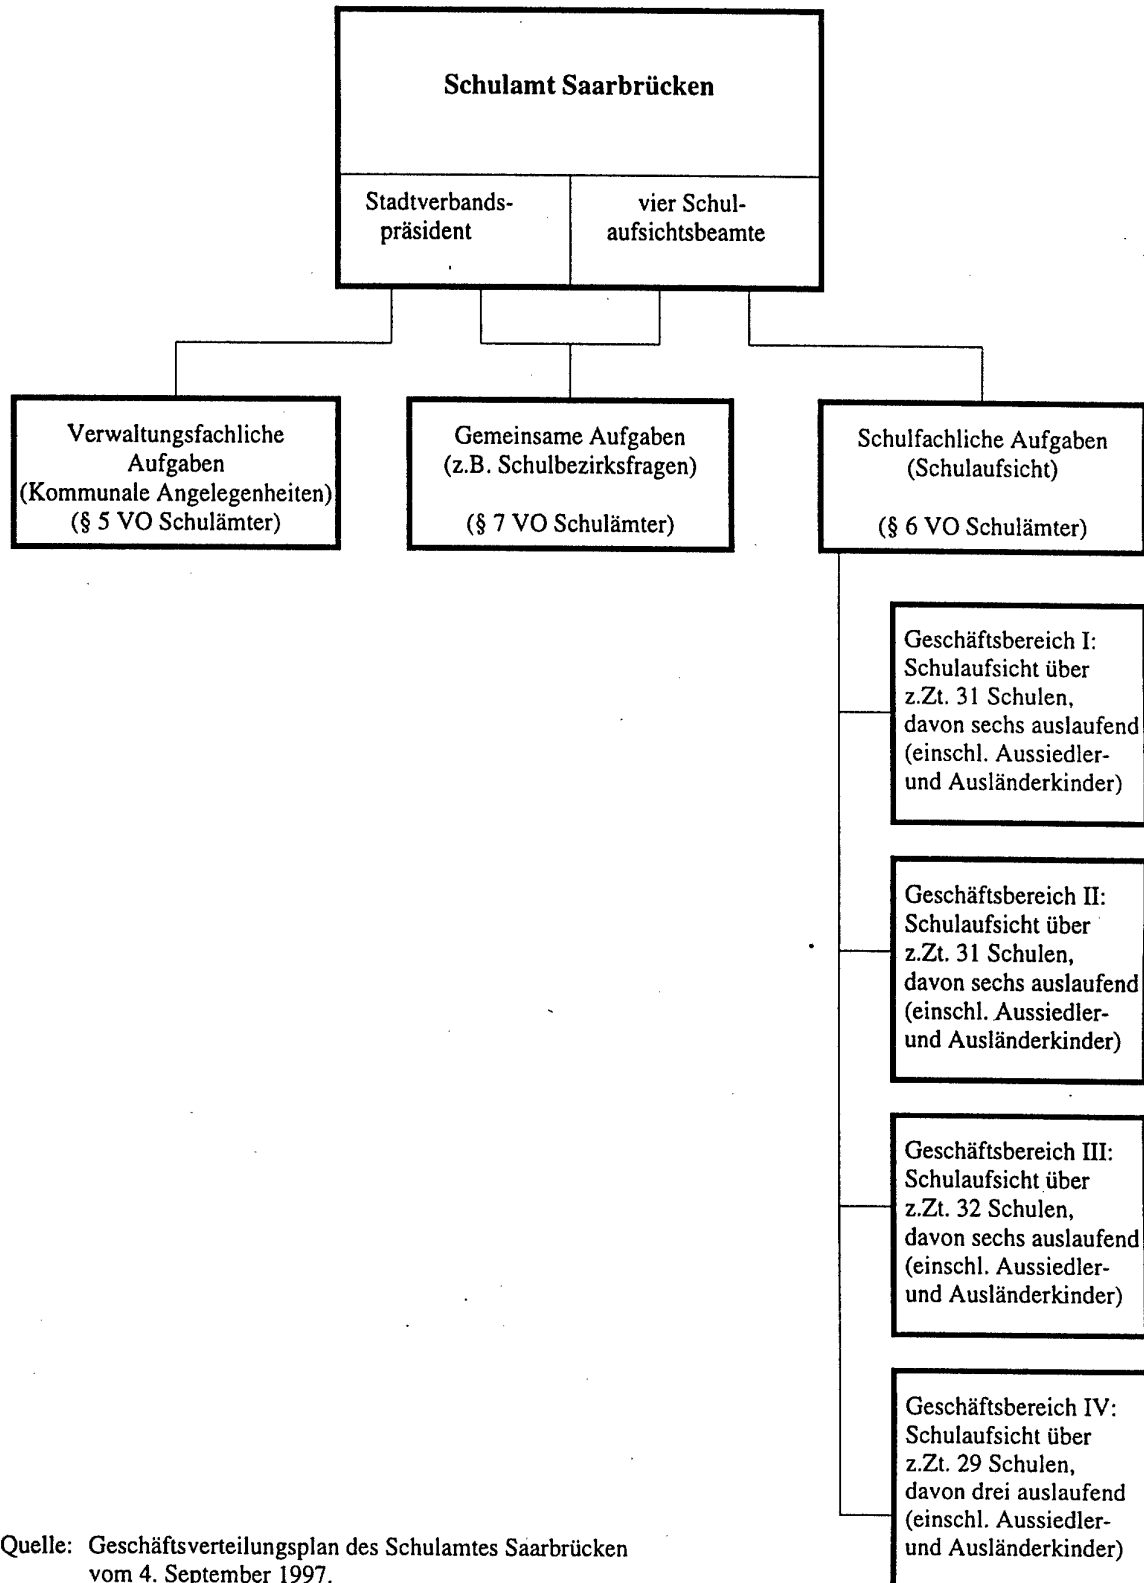 Schulamt Saarbrücken
Stadtverbands-
präsident
vier Schul-
aufsichtsbeamte
Verwaltungsfachliche
Aufgaben
(Kommunale Angelegenheiten)
(§ 5 VO Schulämter)
Gemeinsame Aufgaben
(z.B. Schulbezirksfragen)
(§ 7 VO Schulämter)
Schulfachliche Aufgaben
(Schulaufsicht)
(§ 6 VO Schulämter)
Geschäftsbereich I:
Schulaufsicht über
z.Zt. 31 Schulen,
davon sechs auslaufend
(einschl. Aussiedler-
und Ausländerkinder)
Geschäftsbereich II:
Schulaufsicht über
z.Zt. 31 Schulen,
davon sechs auslaufend
(einschl. Aussiedler-
und Ausländerkinder)
Geschäftsbereich III:
Schulaufsicht über
z.Zt. 32 Schulen,
davon sechs auslaufend
(einschl. Aussiedler-
und Ausländerkinder)
Geschäftsbereich IV:
Schulaufsicht über
z.Zt. 29 Schulen,
davon drei auslaufend
(einschl. Aussiedler-
und Ausländerkinder)
Quelle: Geschäftsverteilungsplan des Schulamtes Saarbrücken
vom 4. September 1997.